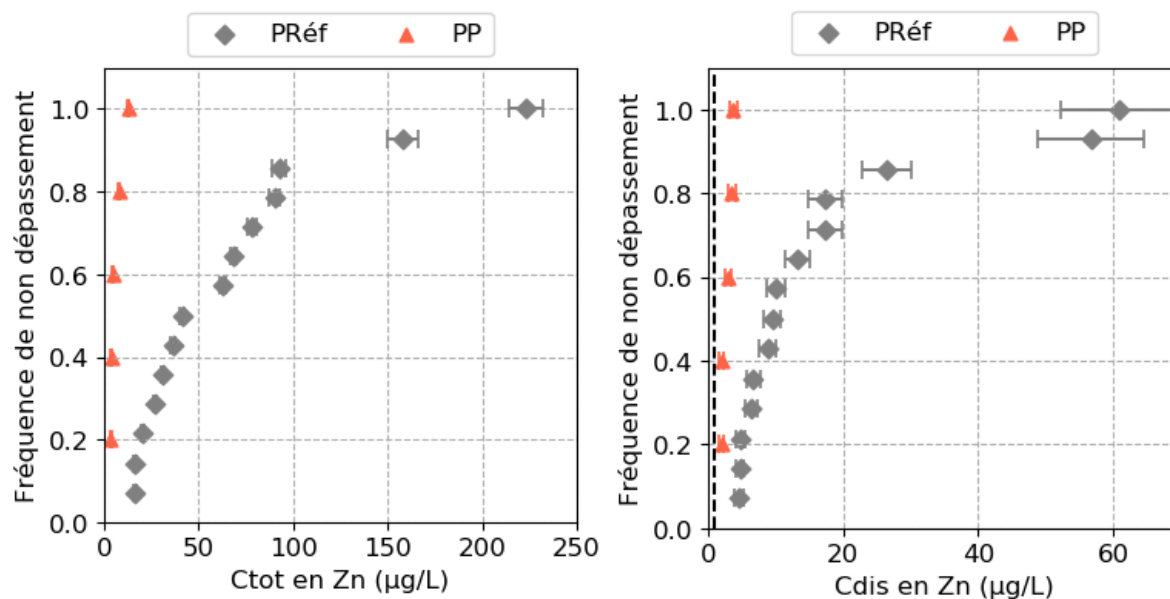 PRéf PP
Fréquence de non dépassement
1.0
0.8
0.6
0.4
0.2
0.0
0 50 100 150 200 250
Ctot en Zn (µg/L)
PRéf PP
Fréquence de non dépassement
1.0
0.8
0.6
0.4
0.2
0.0
0 20 40 60
Cdis en Zn (µg/L)